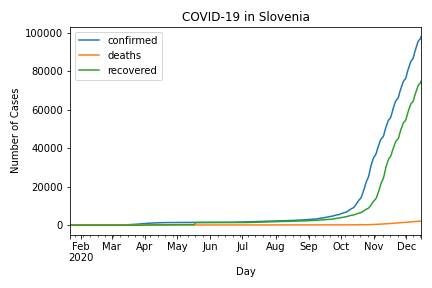 COVID-19 in Slovenia
confirmed
deaths
recovered
Number of Cases
100000
80000
60000
40000
20000
0
Feb Mar Apr May Jun Jul Aug Sep Oct Nov Dec
2020
Day